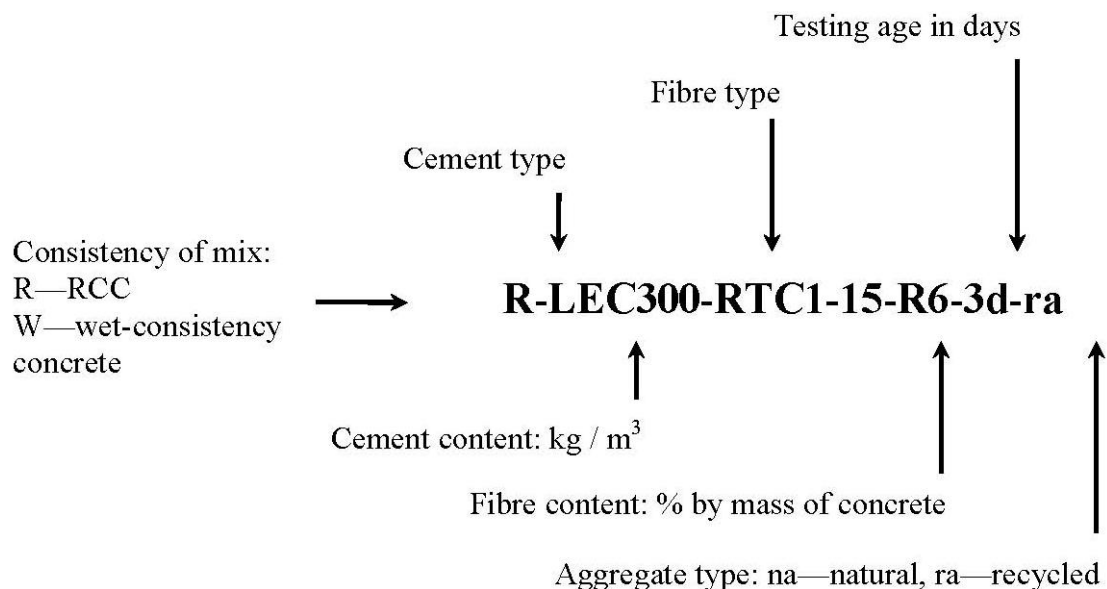 Testing age in days
Fibre type
Cement type
Consistency of mix:
R—RCC
W—wet-consistency
concrete
R-LEC300-RTC1-15-R6-3d-ra
Cement content: kg / m³
Fibre content: % by mass of concrete
Aggregate type: na—natural, ra—recycled